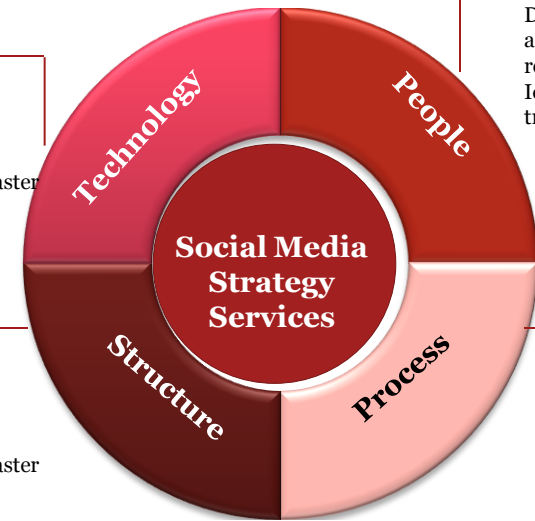 Technology
People
aster
Social Media
Strategy
Services
Structure
Process
aster